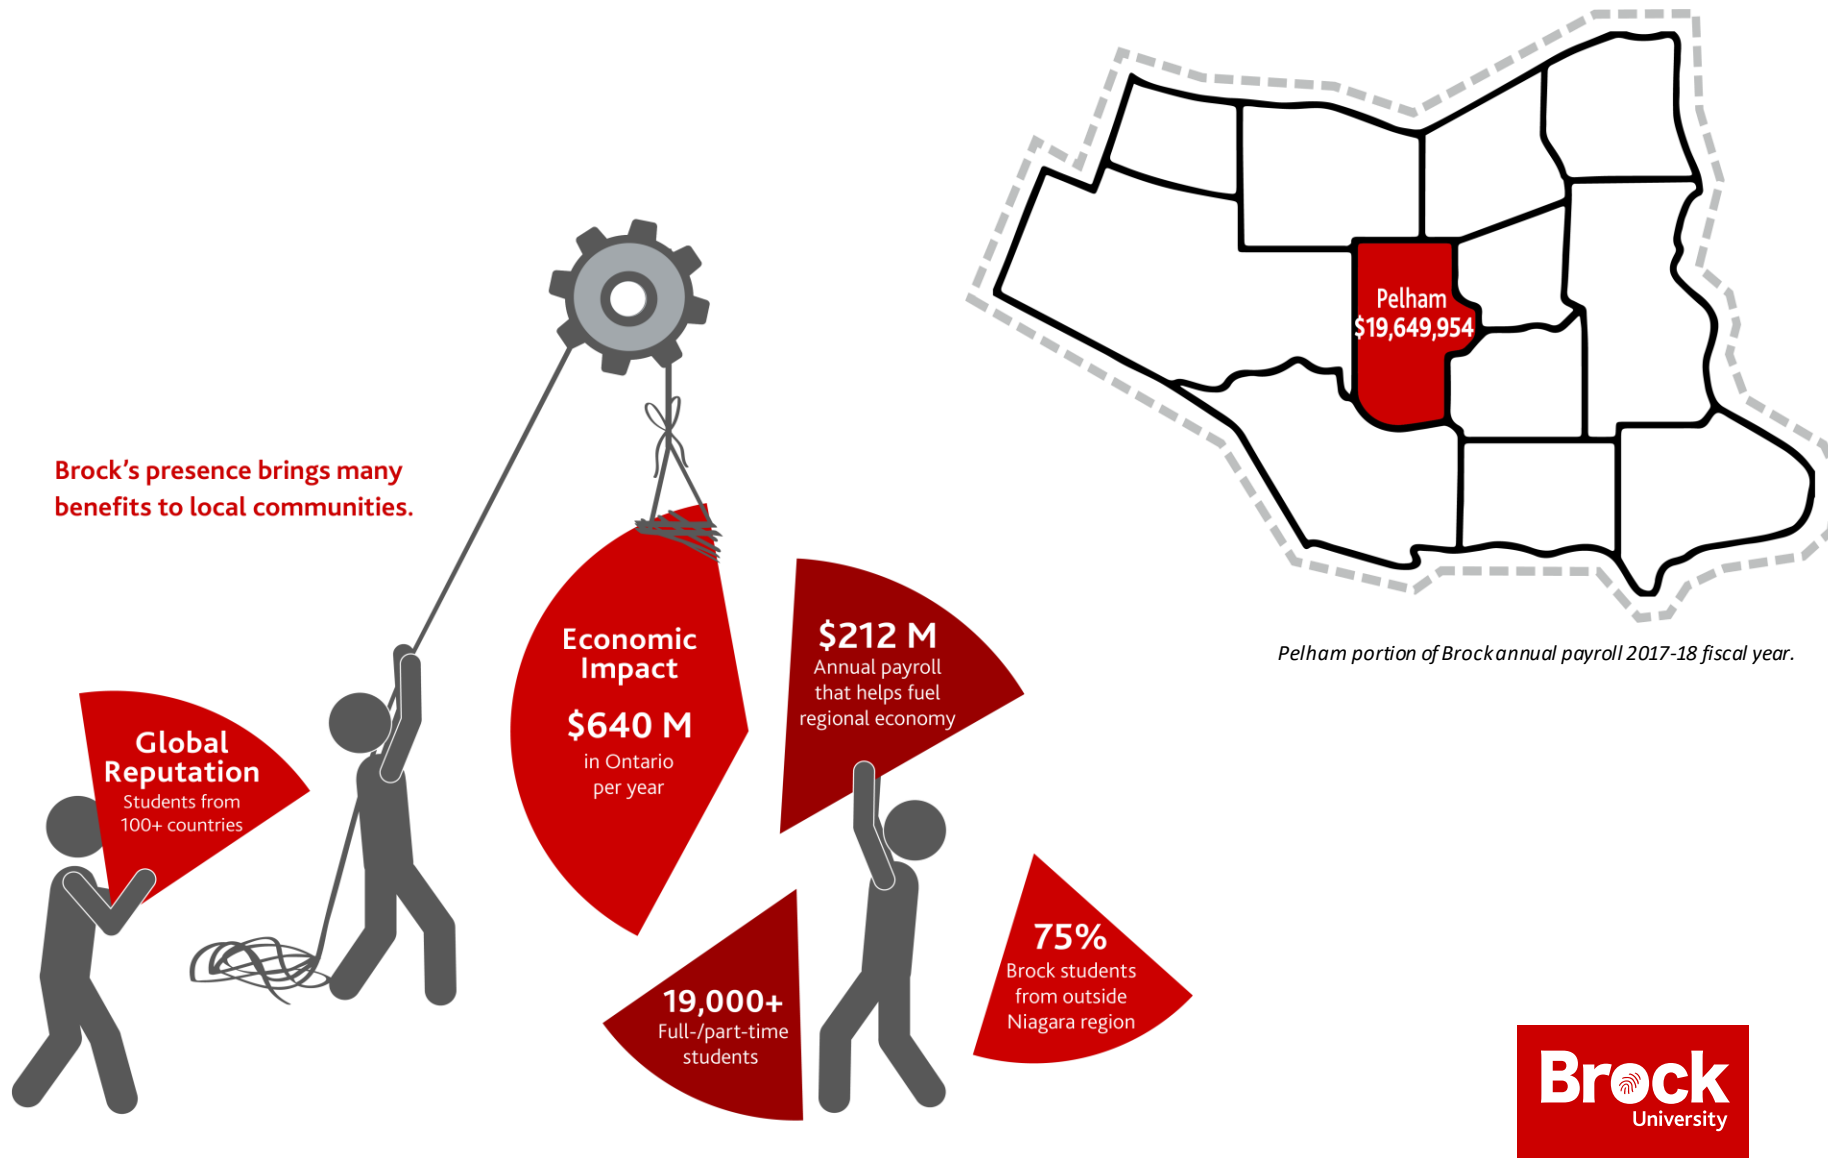 Brock’s presence brings many
benefits to local communities.
Pelham
$19,649,954
Pelham portion of Brock annual payroll 2017-18 fiscal year.
Economic
Impact
$640 M
in Ontario
per year
$212 M
Annual payroll
that helps fuel
regional economy
Global
Reputation
Students from
100+ countries
19,000+
Full-/part-time
students
75%
Brock students
from outside
Niagara region
Brock
University